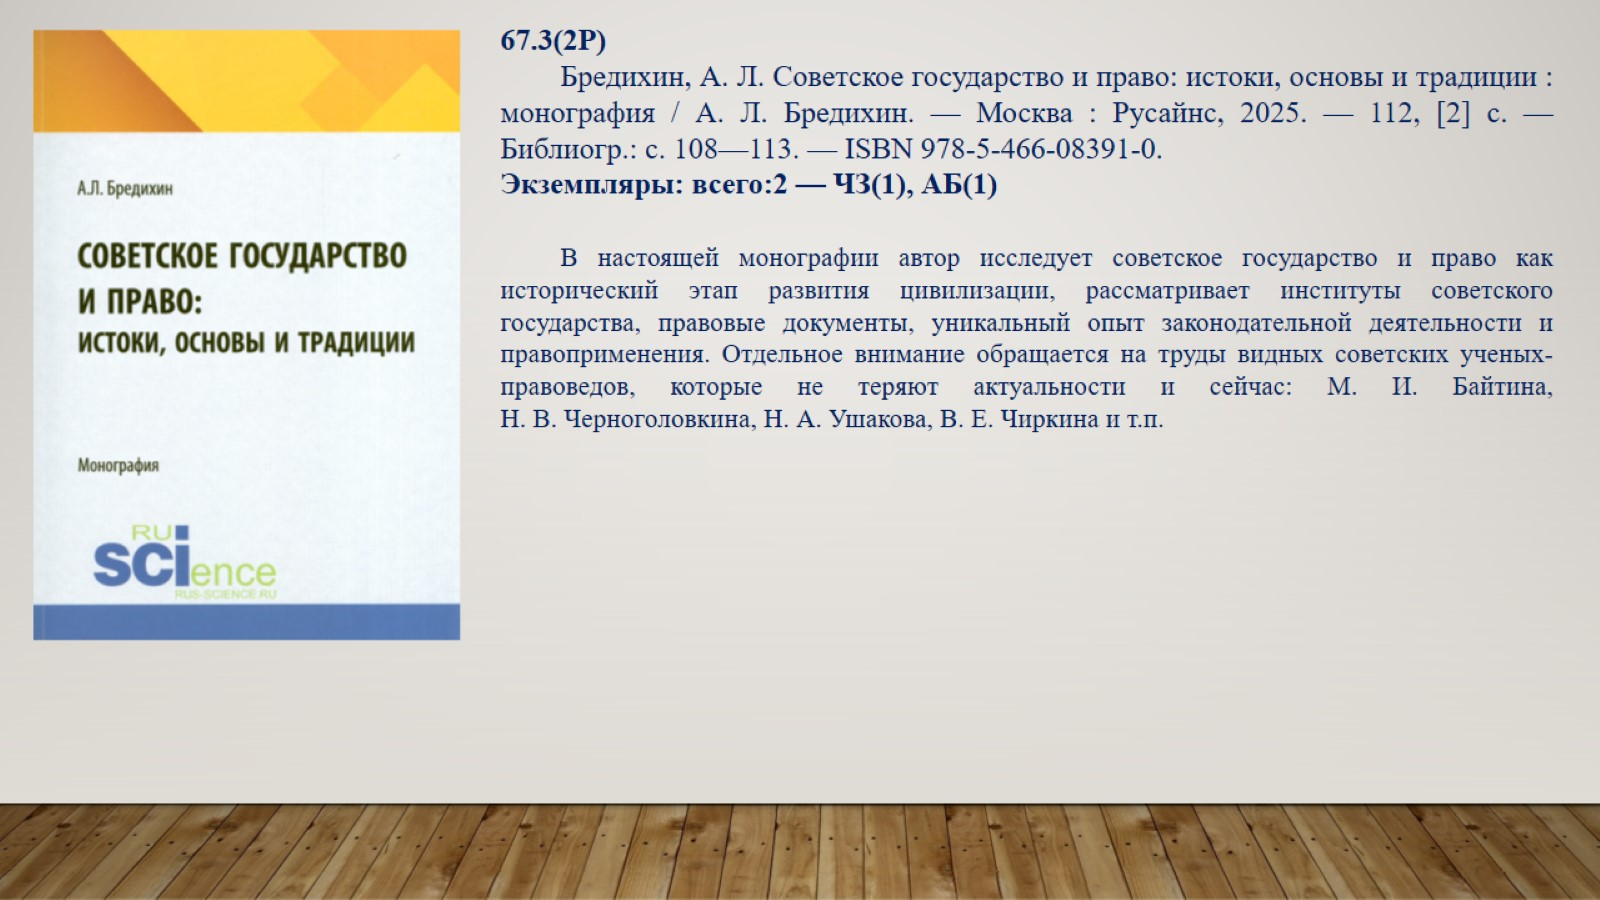 А.Л. Бредихин
СОВЕТСКОЕ ГОСУДАРСТВО
И ПРАВО:
ИСТОКИ, ОСНОВЫ И ТРАДИЦИИ
Монография
RU
science
RUS-SCIENCE.RU
67.3(2Р)
Бредихин, А. Л. Советское государство и право: истоки, основы и традиции :
монография / А. Л. Бредихин. — Москва : Русайнс, 2025. — 112, [2] с. —
Библиогр.: с. 108—113. — ISBN 978-5-466-08391-0.
Экземпляры: всего:2 — ЧЗ(1), АБ(1)
В настоящей монографии автор исследует советское государство и право как
исторический этап развития цивилизации, рассматривает институты советского
государства, правовые документы, уникальный опыт законодательной деятельности и
правоприменения. Отдельное внимание обращается на труды видных советских ученых-
правоведов, которые не теряют актуальности и сейчас: М. И. Байтина,
Н. В. Черноголовкина, Н. А. Ушакова, В. Е. Чиркина и т.п.